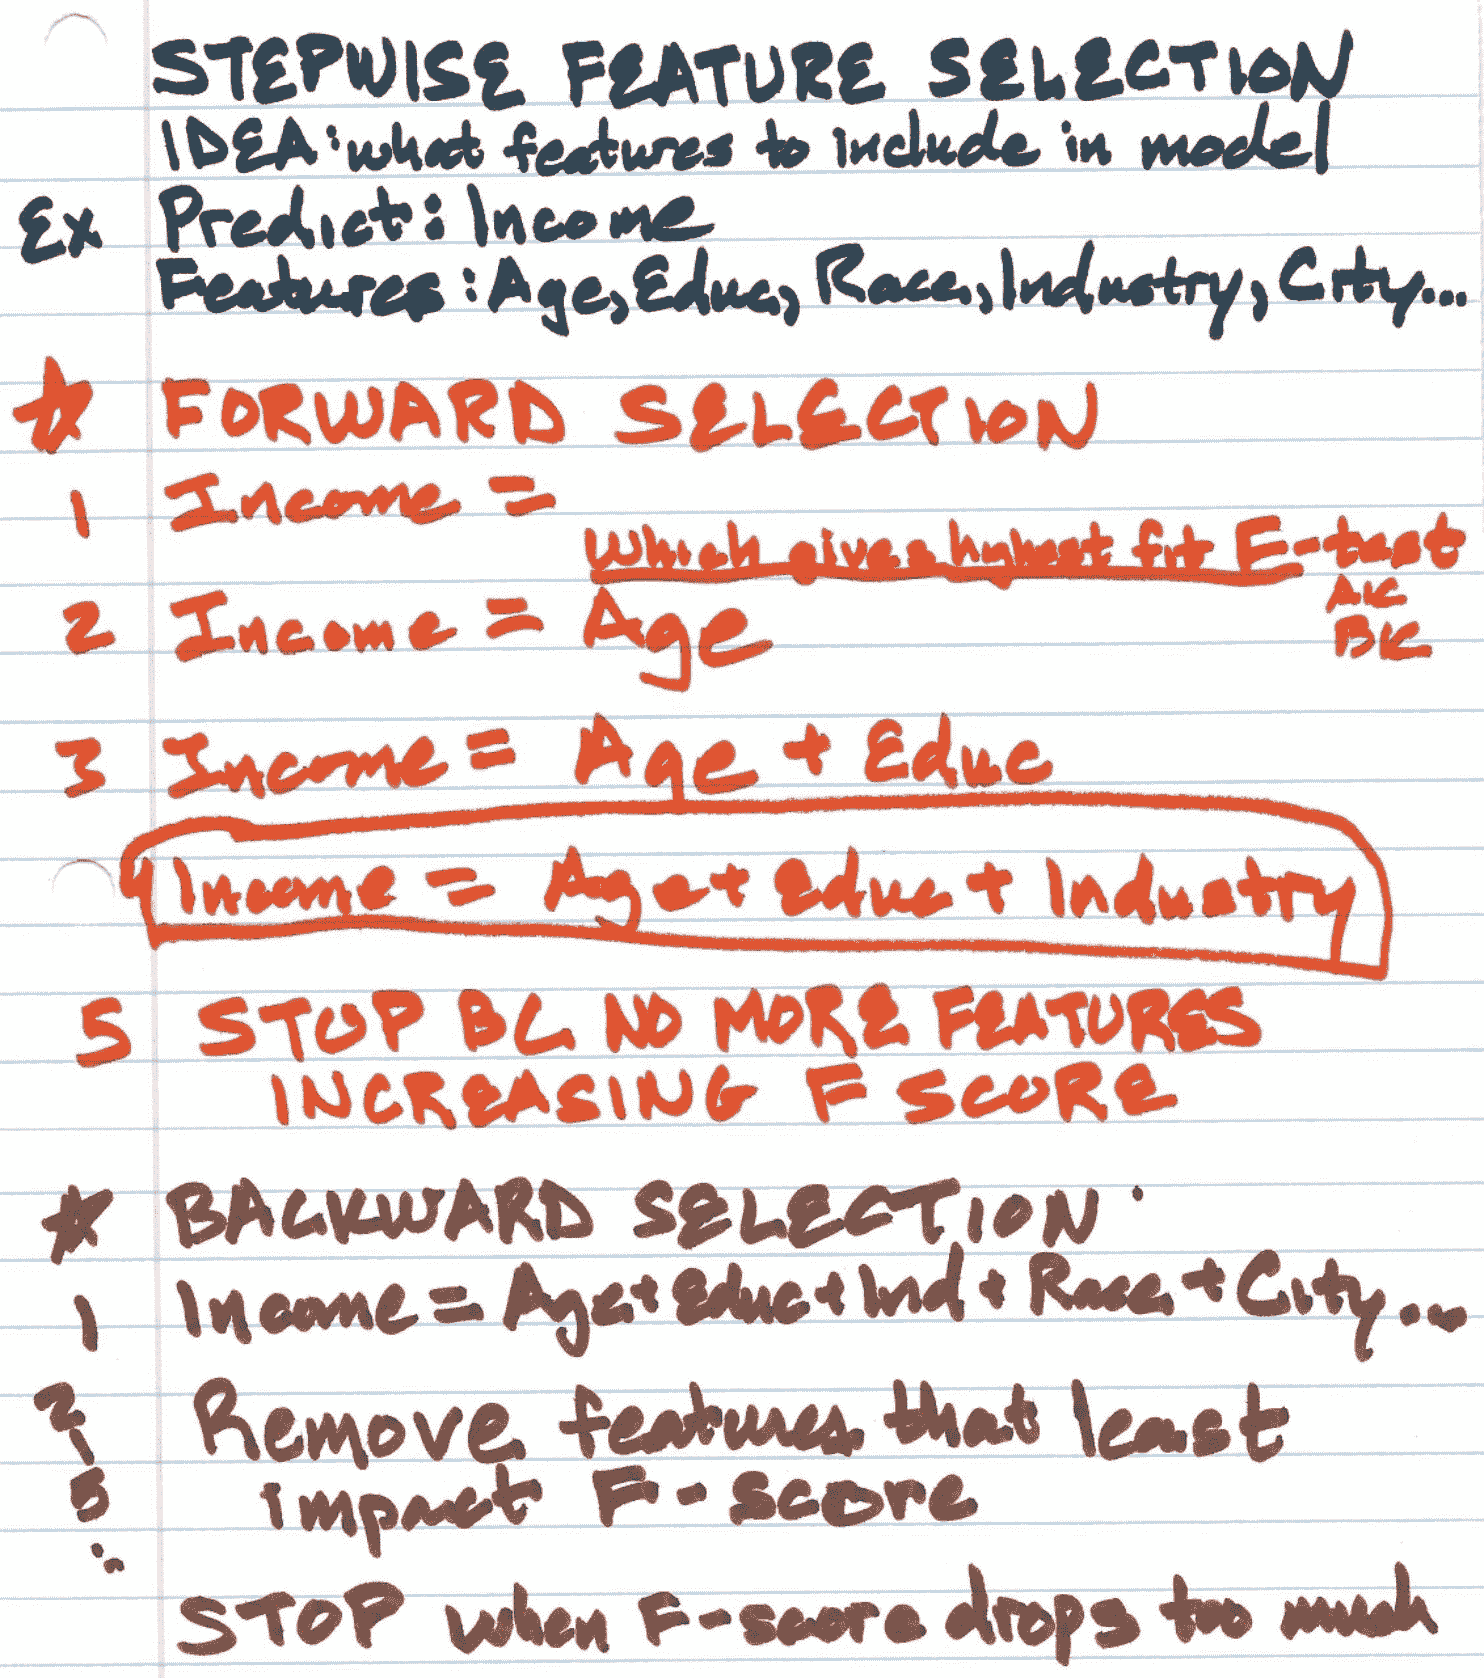 STEPWISE FEATURE SELECTION
IDEA: what features to include in model
Ex Predict: Income
Features: Age, Educ, Race, Industry, City...
* FORWARD SELECTION
1 Income =
which gives highest fit F-test
AIC
2 Income = Age
BIC
3 Income = Age + Educ
4 Income = Age + Educ + Industry
5 STOP BC NO MORE FEATURES
INCREASING F SCORE
* BACKWARD SELECTION
1 Income = Age + Educ + Ind + Race + City...
2 Remove features that least
5 impact F-score
STOP when F-score drops too much